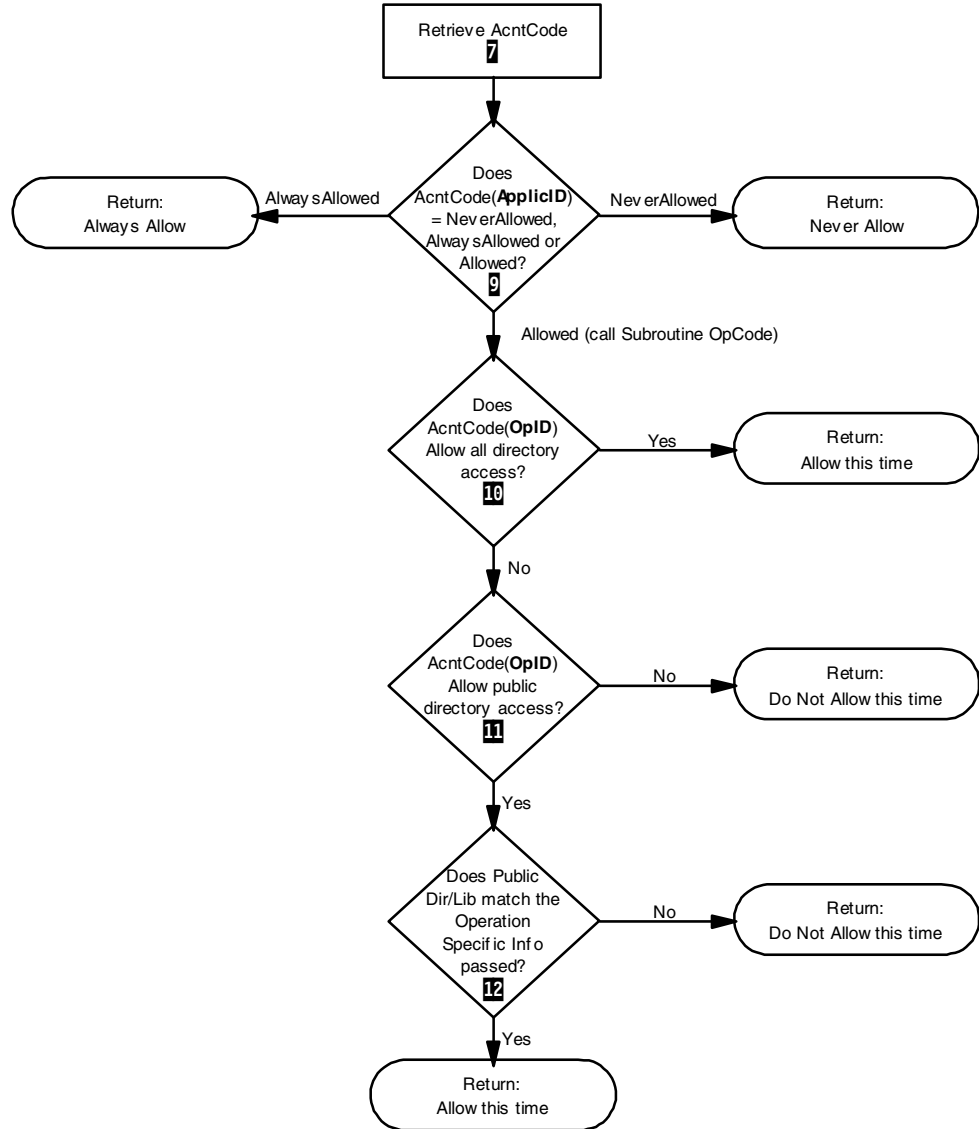 Retrieve AcntCode
7
Does
AcntCode(ApplicID)
= NeverAllowed,
AlwaysAllowed or
Allowed?
9
AlwaysAllowed
Return:
Always Allow
NeverAllowed
Return:
Never Allow
Allowed (call Subroutine OpCode)
Does
AcntCode(OpID)
Allow all directory
access?
10
Yes
Return:
Allow this time
No
Does
AcntCode(OpID)
Allow public
directory access?
11
No
Return:
Do Not Allow this time
Yes
Does Public
Dir/Lib match the
Operation
Specific Info
passed?
12
No
Return:
Do Not Allow this time
Yes
Return:
Allow this time